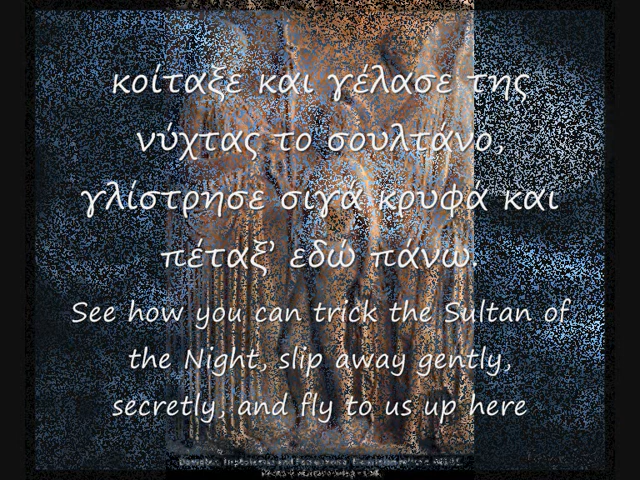 κοίταξε και γέλασε της
νύχτας το σουλτάνο,
γλίστρησε σιγά κρυφά και
πέταξ' εδώ πάνω.
See how you can trick the Sultan of
the Night, slip away gently,
secretly, and fly to us up here